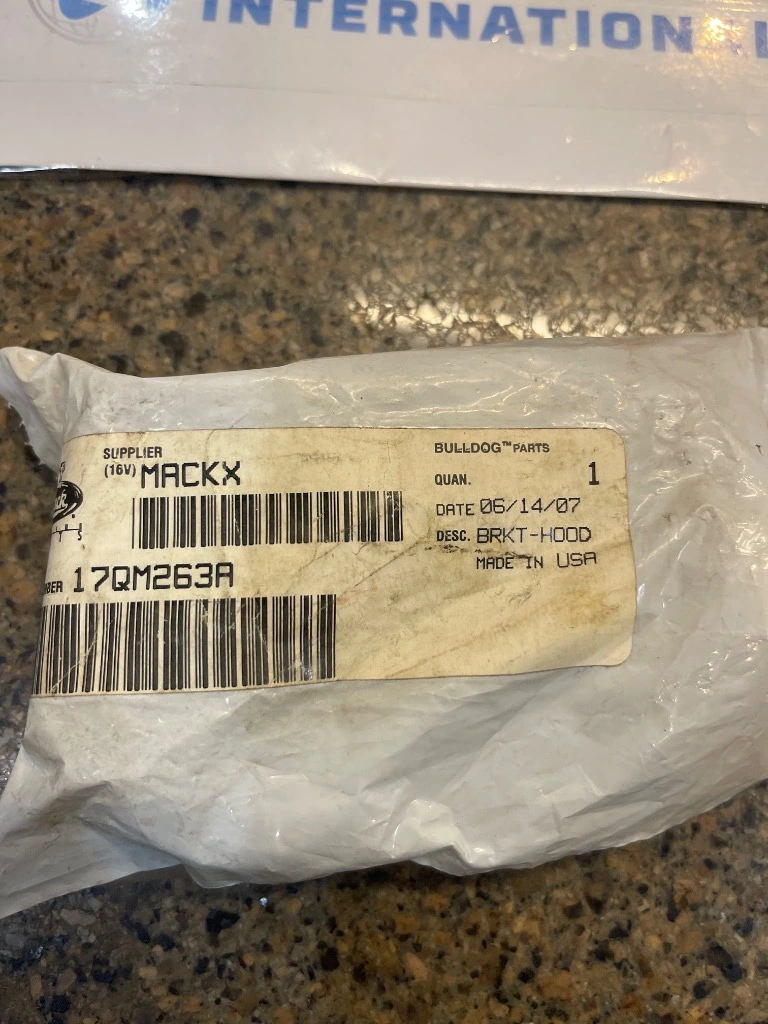 INTERNATION L
SUPPLIER
(16V) MACKX
BULLDOG™ PARTS
QUAN. 1
DATE 06/14/07
DESC. BRKT-HOOD
MADE IN USA
BER 17QM263A